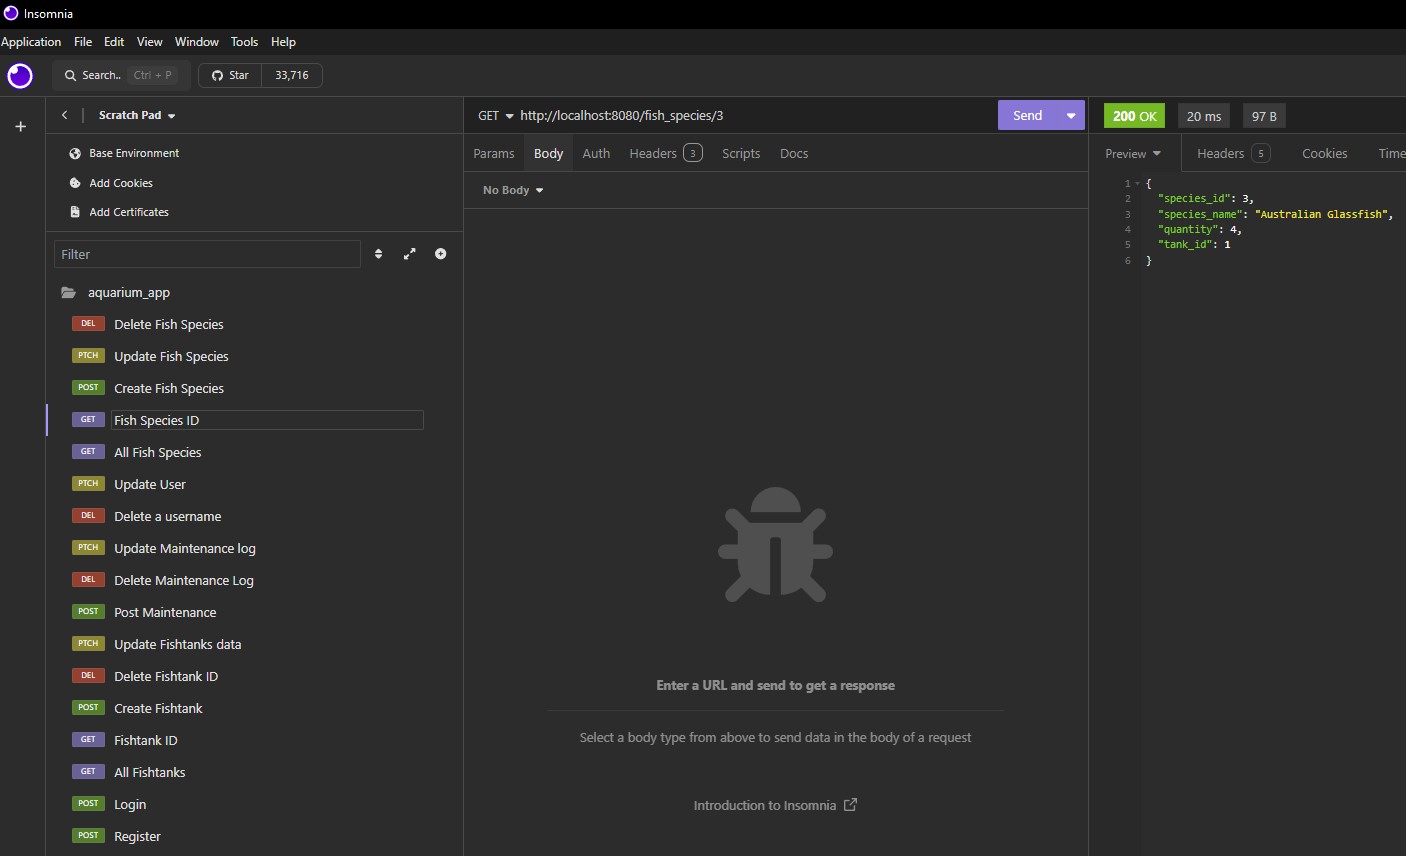 Insomnia
Application File Edit View Window Tools Help
Search.. Ctrl + P Star 33,716
Scratch Pad
Base Environment
Add Cookies
Add Certificates
Filter
aquarium_app
DEL Delete Fish Species
PTCH Update Fish Species
POST Create Fish Species
GET Fish Species ID
GET All Fish Species
PTCH Update User
DEL Delete a username
PTCH Update Maintenance log
DEL Delete Maintenance Log
POST Post Maintenance
PTCH Update Fishtanks data
DEL Delete Fishtank ID
POST Create Fishtank
GET Fishtank ID
GET All Fishtanks
POST Login
POST Register
GET http://localhost:8080/fish_species/3 Send
Params Body Auth Headers 3 Scripts Docs
No Body
Enter a URL and send to get a response
Select a body type from above to send data in the body of a request
Introduction to Insomnia
200 OK 20 ms 97 B
Preview Headers 5 Cookies Time
1 {
2 "species_id": 3,
3 "species_name": "Australian Glassfish",
4 "quantity": 4,
5 "tank_id": 1
6 }